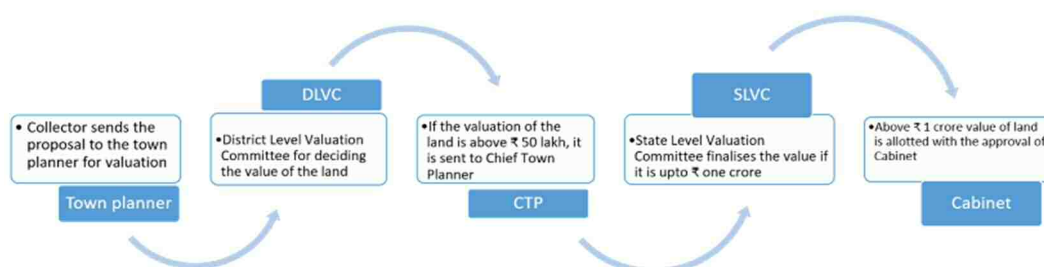 • Collector sends the
proposal to the town
planner for valuation
Town planner
DLVC
•District Level Valuation
Committee for deciding
the value of the land
•If the valuation of the
land is above ₹ 50 lakh, it
is sent to Chief Town
Planner
CTP
SLVC
•State Level Valuation
Committee finalises the value if
it is upto ₹ one crore
•Above ₹ 1 crore value of land
is allotted with the approval of
Cabinet
Cabinet